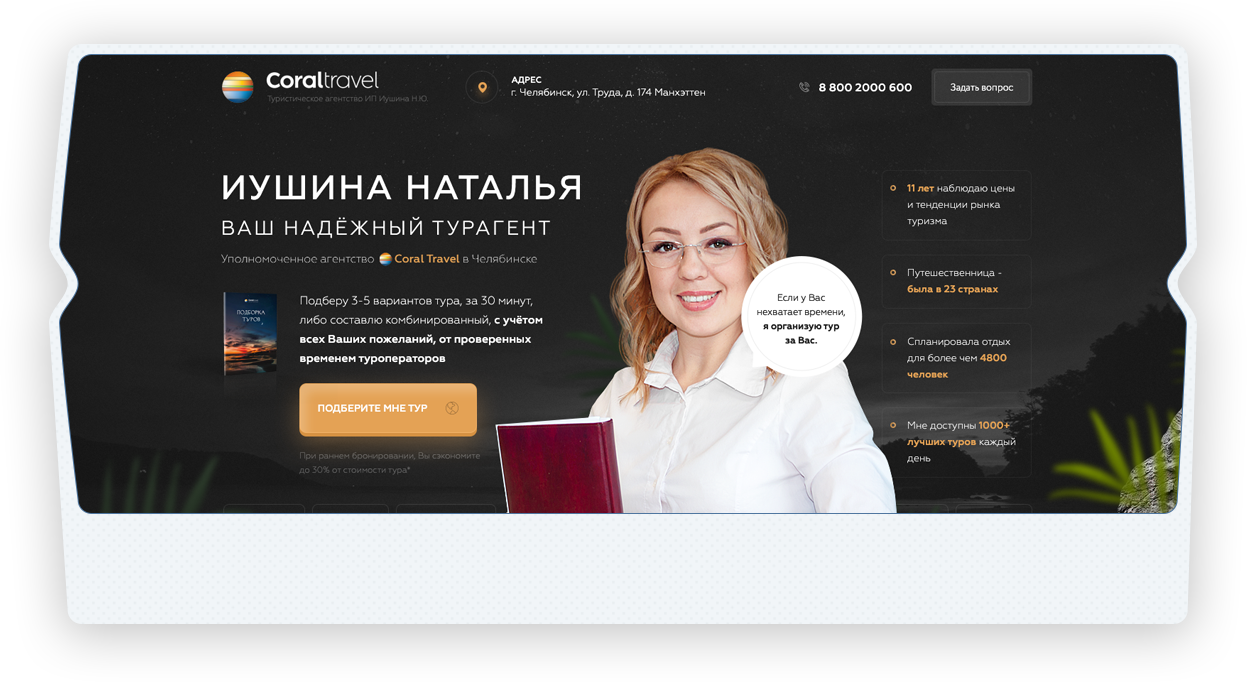 Coraltravel
Туристическое агентство ИП Иушина Н.Ю.
АДРЕС
г. Челябинск, ул. Труда, д. 174 Манхэттен
8 800 2000 600
Задать вопрос
ИУШИНА НАТАЛЬЯ
ВАШ НАДЁЖНЫЙ ТУРАГЕНТ
Уполномоченное агентство Coral Travel в Челябинске
ПОДБОРКА
ТУРОВ
Подберу 3-5 вариантов тура, за 30 минут,
либо составлю комбинированный, с учётом
всех Ваших пожеланий, от проверенных
временем туроператоров
ПОДБЕРИТЕ МНЕ ТУР
При раннем бронировании, Вы сэкономите
до 30% от стоимости тура*
Если у Вас
нехватает времени,
я организую тур
за Вас.
11 лет наблюдаю цены
и тенденции рынка
туризма
Путешественница -
была в 23 странах
Спланировала отдых
для более чем 4800
человек
Мне доступны 1000+
лучших туров каждый
день